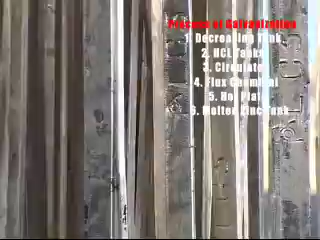 Process of Galvanization
1. Decreasing Tank
2. HCL Tanks
3. Circulate
4. Flux Chemical
5. Hot Plate
6. Molten Zinc Tank